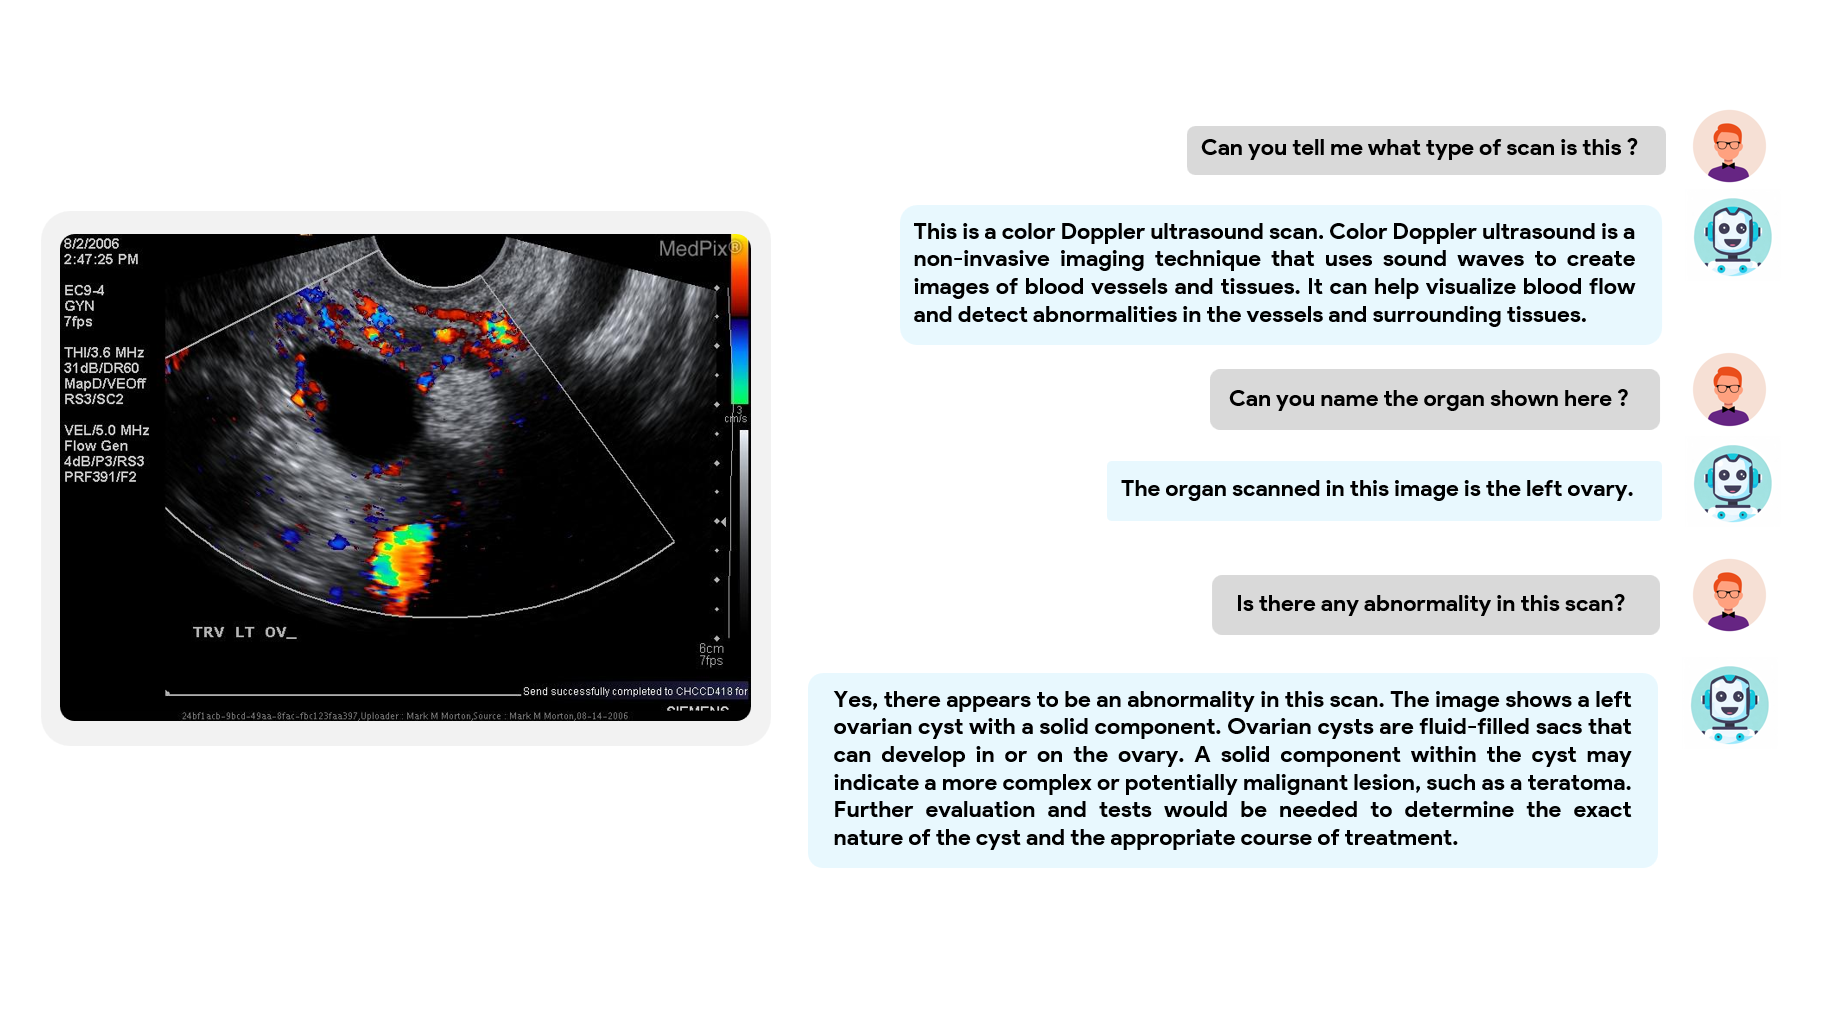 8/2/2006
2:47:25 PM
MedPix®
EC9-4
GYN
7fps
THI/3.6 MHz
31dB/DR60
MapD/VEOff
RS3/SC2
VEL/5.0 MHz
Flow Gen
4dB/P3/RS3
PRF391/F2
3
cm/s
TRV LT OV_
6cm
7fps
Send successfully completed to CHCCD418 for
SIEMENS
24bf1acb-9bcd-49aa-8fac-fbc123faa397,Uploader : Mark M Morton,Source : Mark M Morton,08-14-2006
Can you tell me what type of scan is this ?
This is a color Doppler ultrasound scan. Color Doppler ultrasound is a
non-invasive imaging technique that uses sound waves to create
images of blood vessels and tissues. It can help visualize blood flow
and detect abnormalities in the vessels and surrounding tissues.
Can you name the organ shown here ?
The organ scanned in this image is the left ovary.
Is there any abnormality in this scan?
Yes, there appears to be an abnormality in this scan. The image shows a left
ovarian cyst with a solid component. Ovarian cysts are fluid-filled sacs that
can develop in or on the ovary. A solid component within the cyst may
indicate a more complex or potentially malignant lesion, such as a teratoma.
Further evaluation and tests would be needed to determine the exact
nature of the cyst and the appropriate course of treatment.